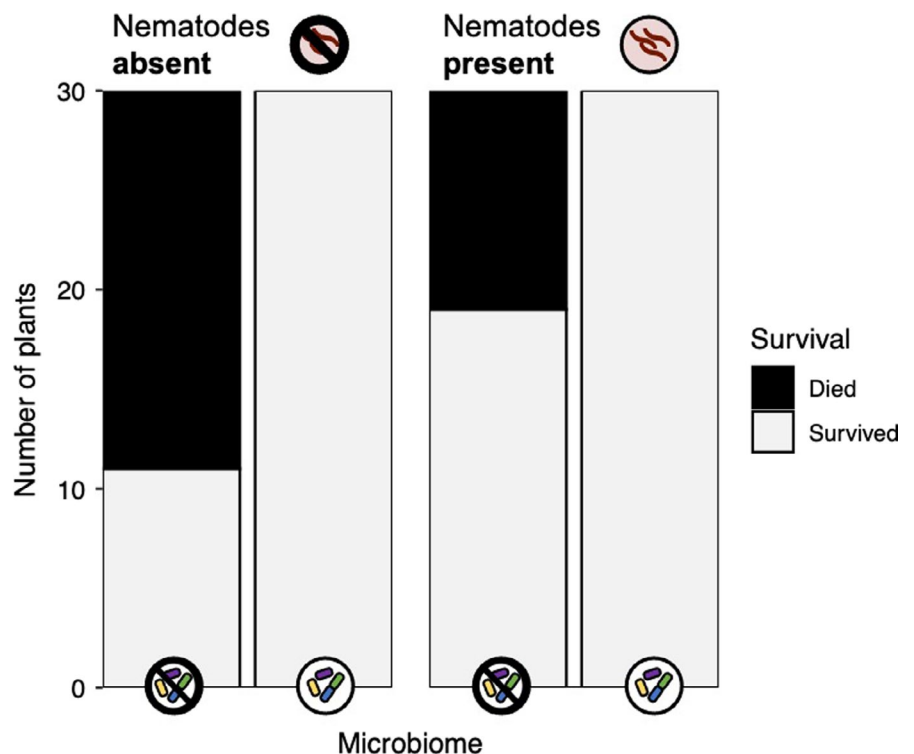 Nematodes
absent
Nematodes
present
30
20
10
0
Number of plants
Survival
Died
Survived
Microbiome